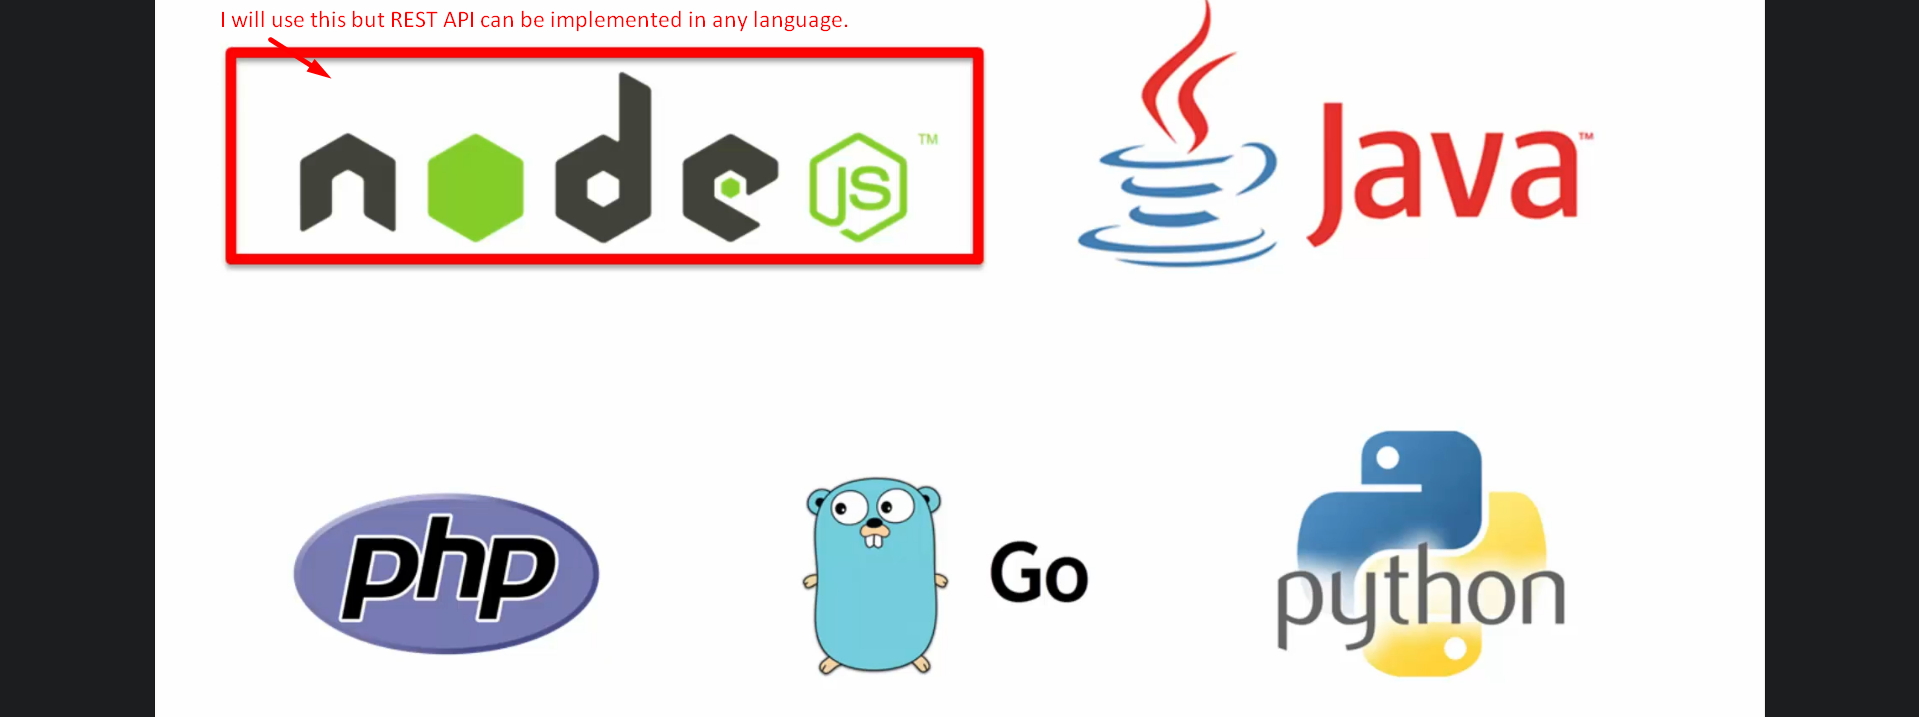 I will use this but REST API can be implemented in any language.
node JS ™
Java ™
php
Go
python